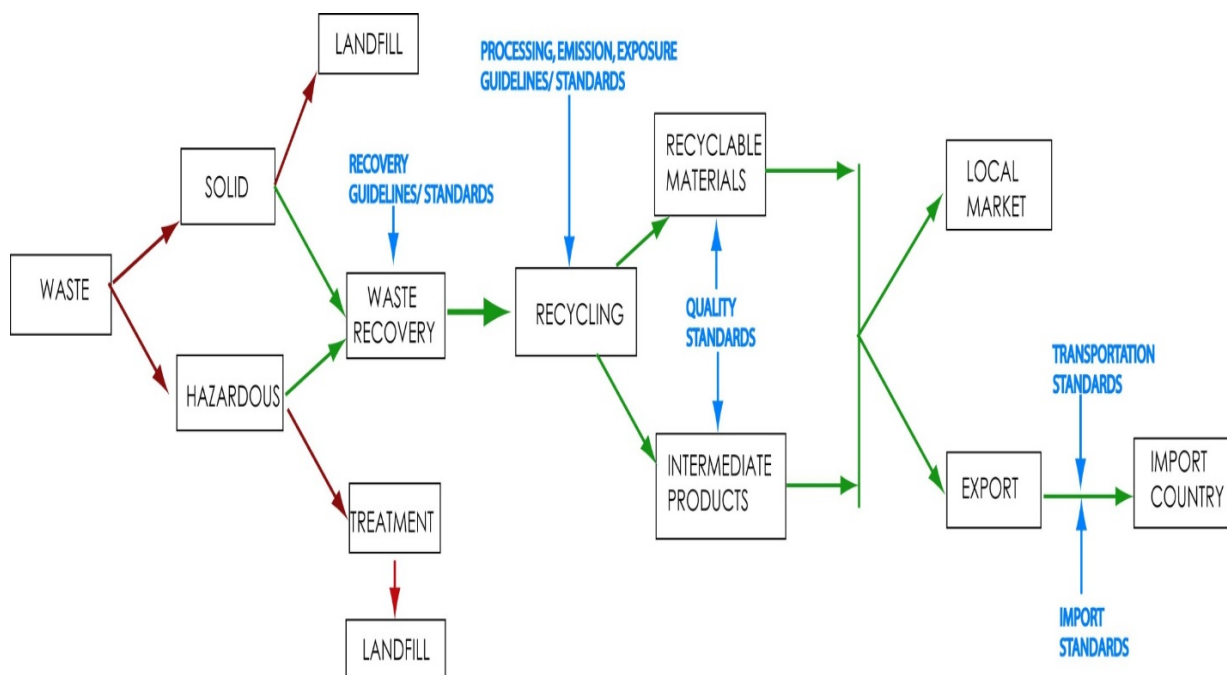 LANDFILL
PROCESSING, EMISSION, EXPOSURE
GUIDELINES/ STANDARDS
RECOVERY
GUIDELINES/ STANDARDS
SOLID
RECYCLABLE
MATERIALS
LOCAL
MARKET
WASTE
WASTE
RECOVERY
RECYCLING
QUALITY
STANDARDS
HAZARDOUS
TRANSPORTATION
STANDARDS
INTERMEDIATE
PRODUCTS
EXPORT
IMPORT
COUNTRY
TREATMENT
LANDFILL
IMPORT
STANDARDS